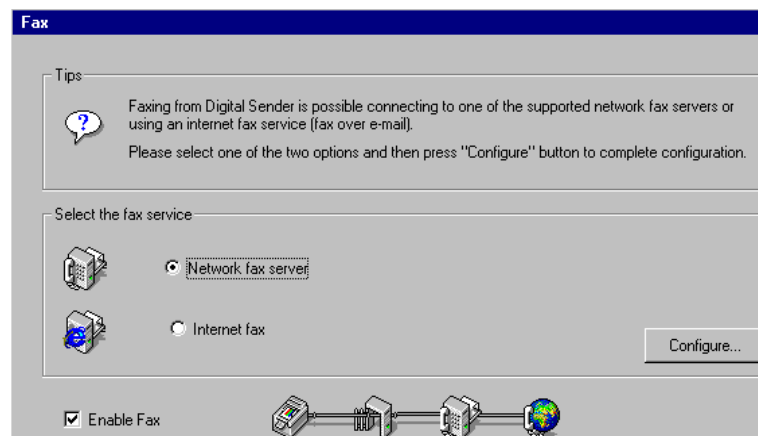 Fax
Tips
Faxing from Digital Sender is possible connecting to one of the supported network fax servers or
using an internet fax service (fax over e-mail).
Please select one of the two options and then press "Configure" button to complete configuration.
Select the fax service
Network fax server
Internet fax
Configure...
Enable Fax